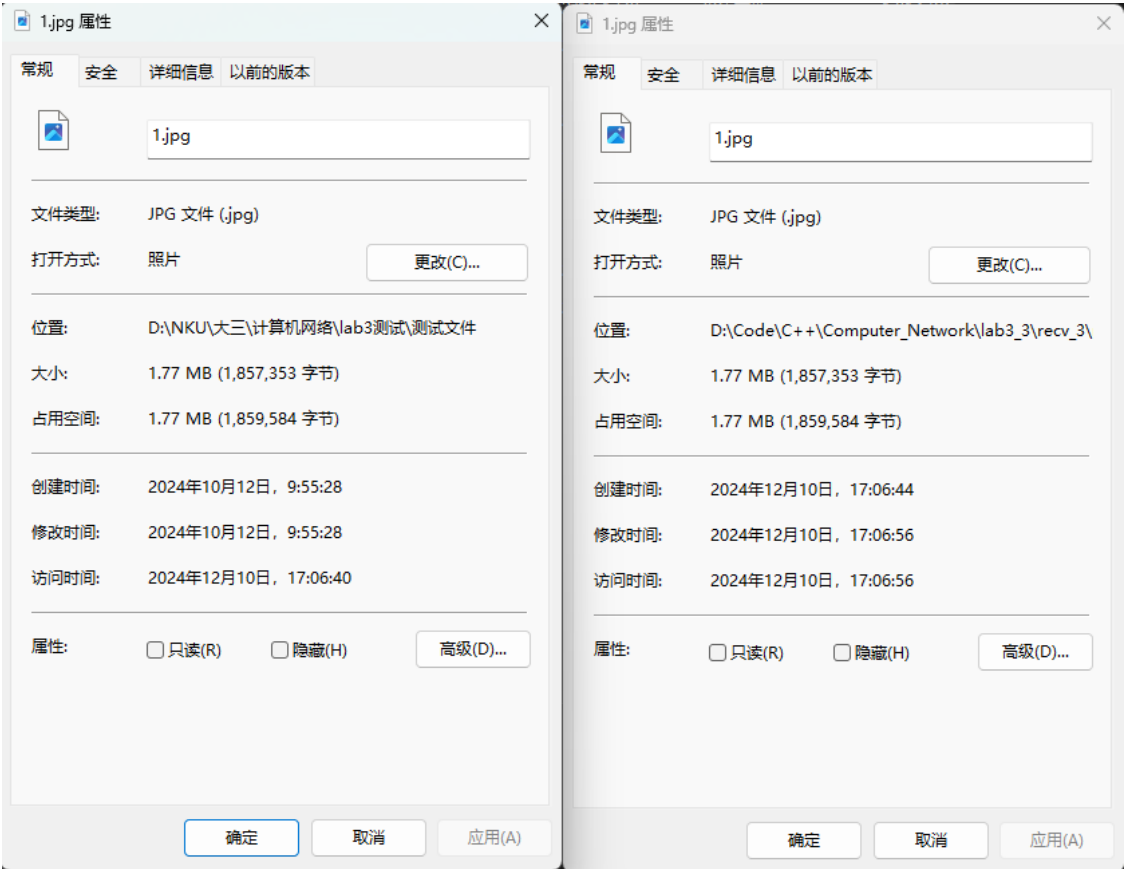 1.jpg 属性
常规 安全 详细信息 以前的版本
1.jpg
文件类型: JPG 文件 (.jpg)
打开方式: 照片 更改(C)...
位置: D:\NKU\大三\计算机网络\lab3测试\测试文件
大小: 1.77 MB (1,857,353 字节)
占用空间: 1.77 MB (1,859,584 字节)
创建时间: 2024年10月12日，9:55:28
修改时间: 2024年10月12日，9:55:28
访问时间: 2024年12月10日，17:06:40
属性: 只读(R) 隐藏(H) 高级(D)...
确定 取消 应用(A)
1.jpg 属性
常规 安全 详细信息 以前的版本
1.jpg
文件类型: JPG 文件 (.jpg)
打开方式: 照片 更改(C)...
位置: D:\Code\C++\Computer_Network\lab3_3\recv_3\
大小: 1.77 MB (1,857,353 字节)
占用空间: 1.77 MB (1,859,584 字节)
创建时间: 2024年12月10日，17:06:44
修改时间: 2024年12月10日，17:06:56
访问时间: 2024年12月10日，17:06:56
属性: 只读(R) 隐藏(H) 高级(D)...
确定 取消 应用(A)